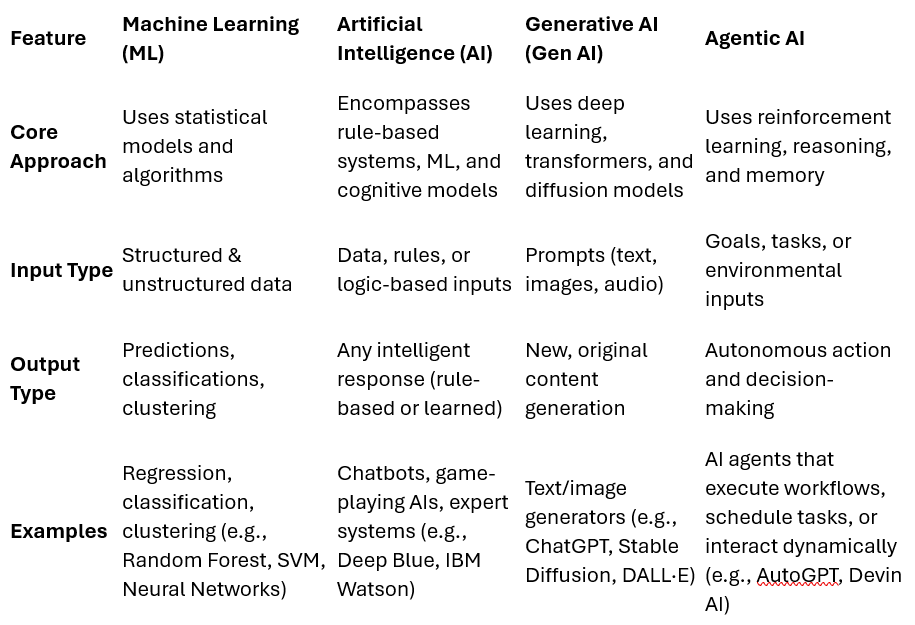 Feature
Machine Learning
(ML)
Artificial
Intelligence (AI)
Generative AI
(Gen AI)
Agentic AI
Core
Approach
Uses statistical
models and
algorithms
Encompasses
rule-based
systems, ML, and
cognitive models
Uses deep
learning,
transformers, and
diffusion models
Uses reinforcement
learning, reasoning,
and memory
Input Type
Structured &
unstructured data
Data, rules, or
logic-based inputs
Prompts (text,
images, audio)
Goals, tasks, or
environmental
inputs
Output
Type
Predictions,
classifications,
clustering
Any intelligent
response (rule-
based or learned)
New, original
content
generation
Autonomous action
and decision-
making
Examples
Regression,
classification,
clustering (e.g.,
Random Forest, SVM,
Neural Networks)
Chatbots, game-
playing AIs, expert
systems (e.g.,
Deep Blue, IBM
Watson)
Text/image
generators (e.g.,
ChatGPT, Stable
Diffusion, DALL·E)
AI agents that
execute workflows,
schedule tasks, or
interact dynamically
(e.g., AutoGPT, Devin
AI)